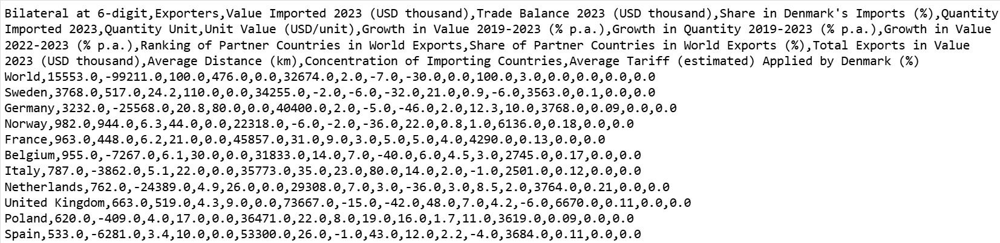 Bilateral at 6-digit,Exporters,Value Imported 2023 (USD thousand),Trade Balance 2023 (USD thousand),Share in Denmark's Imports (%),Quantity
Imported 2023,Quantity Unit,Unit Value (USD/unit),Growth in Value 2019-2023 (% p.a.),Growth in Quantity 2019-2023 (% p.a.),Growth in Value
2022-2023 (% p.a.),Ranking of Partner Countries in World Exports,Share of Partner Countries in World Exports (%),Total Exports in Value
2023 (USD thousand),Average Distance (km),Concentration of Importing Countries,Average Tariff (estimated) Applied by Denmark (%)
World,15553.0,-99211.0,100.0,476.0,0.0,32674.0,2.0,-7.0,-30.0,0.0,100.0,3.0,0.0,0.0,0.0,0.0
Sweden,3768.0,517.0,24.2,110.0,0.0,34255.0,-2.0,-6.0,-32.0,21.0,0.9,-6.0,3563.0,0.1,0.0,0.0
Germany,3232.0,-25568.0,20.8,80.0,0.0,40400.0,2.0,-5.0,-46.0,2.0,12.3,10.0,3768.0,0.09,0.0,0.0
Norway,982.0,944.0,6.3,44.0,0.0,22318.0,-6.0,-2.0,-36.0,22.0,0.8,1.0,6136.0,0.18,0.0,0.0
France,963.0,448.0,6.2,21.0,0.0,45857.0,31.0,9.0,3.0,5.0,5.0,4.0,4290.0,0.13,0.0,0.0
Belgium,955.0,-7267.0,6.1,30.0,0.0,31833.0,14.0,7.0,-40.0,6.0,4.5,3.0,2745.0,0.17,0.0,0.0
Italy,787.0,-3862.0,5.1,22.0,0.0,35773.0,35.0,23.0,80.0,14.0,2.0,-1.0,2501.0,0.12,0.0,0.0
Netherlands,762.0,-24389.0,4.9,26.0,0.0,29308.0,7.0,3.0,-36.0,3.0,8.5,2.0,3764.0,0.21,0.0,0.0
United Kingdom,663.0,519.0,4.3,9.0,0.0,73667.0,-15.0,-42.0,48.0,7.0,4.2,-6.0,6670.0,0.11,0.0,0.0
Poland,620.0,-409.0,4.0,17.0,0.0,36471.0,22.0,8.0,19.0,16.0,1.7,11.0,3619.0,0.09,0.0,0.0
Spain,533.0,-6281.0,3.4,10.0,0.0,53300.0,26.0,-1.0,43.0,12.0,2.2,-4.0,3684.0,0.11,0.0,0.0